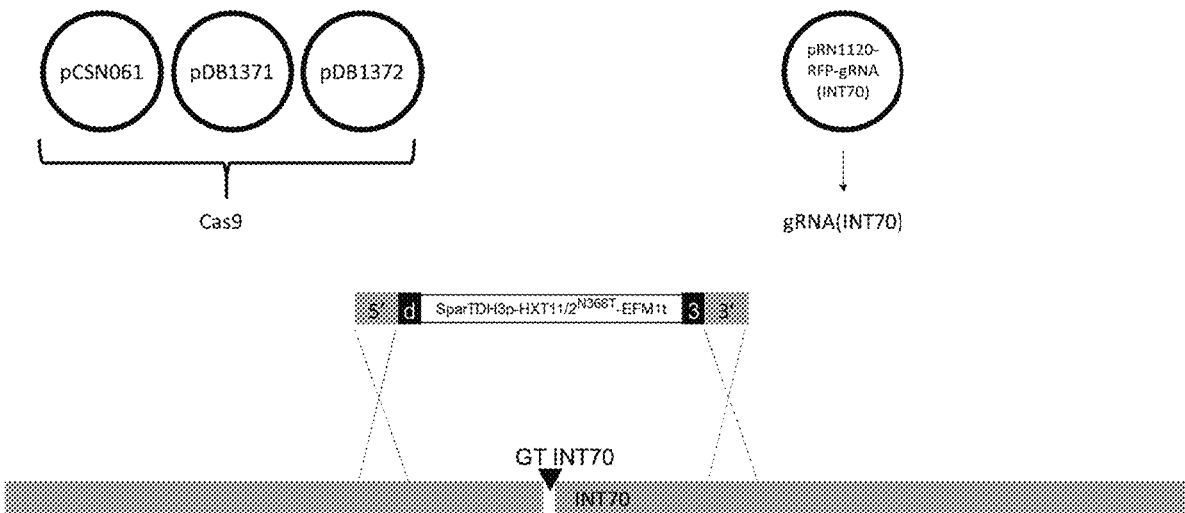 pCSN061
pDB1371
pDB1372
pRN1120-
RFP-gRNA
(INT70)
Cas9
gRNA(INT70)
5' d SparTDH3p-HXT11/2N368T-EFM1t 3 3'
GT INT70
INT70